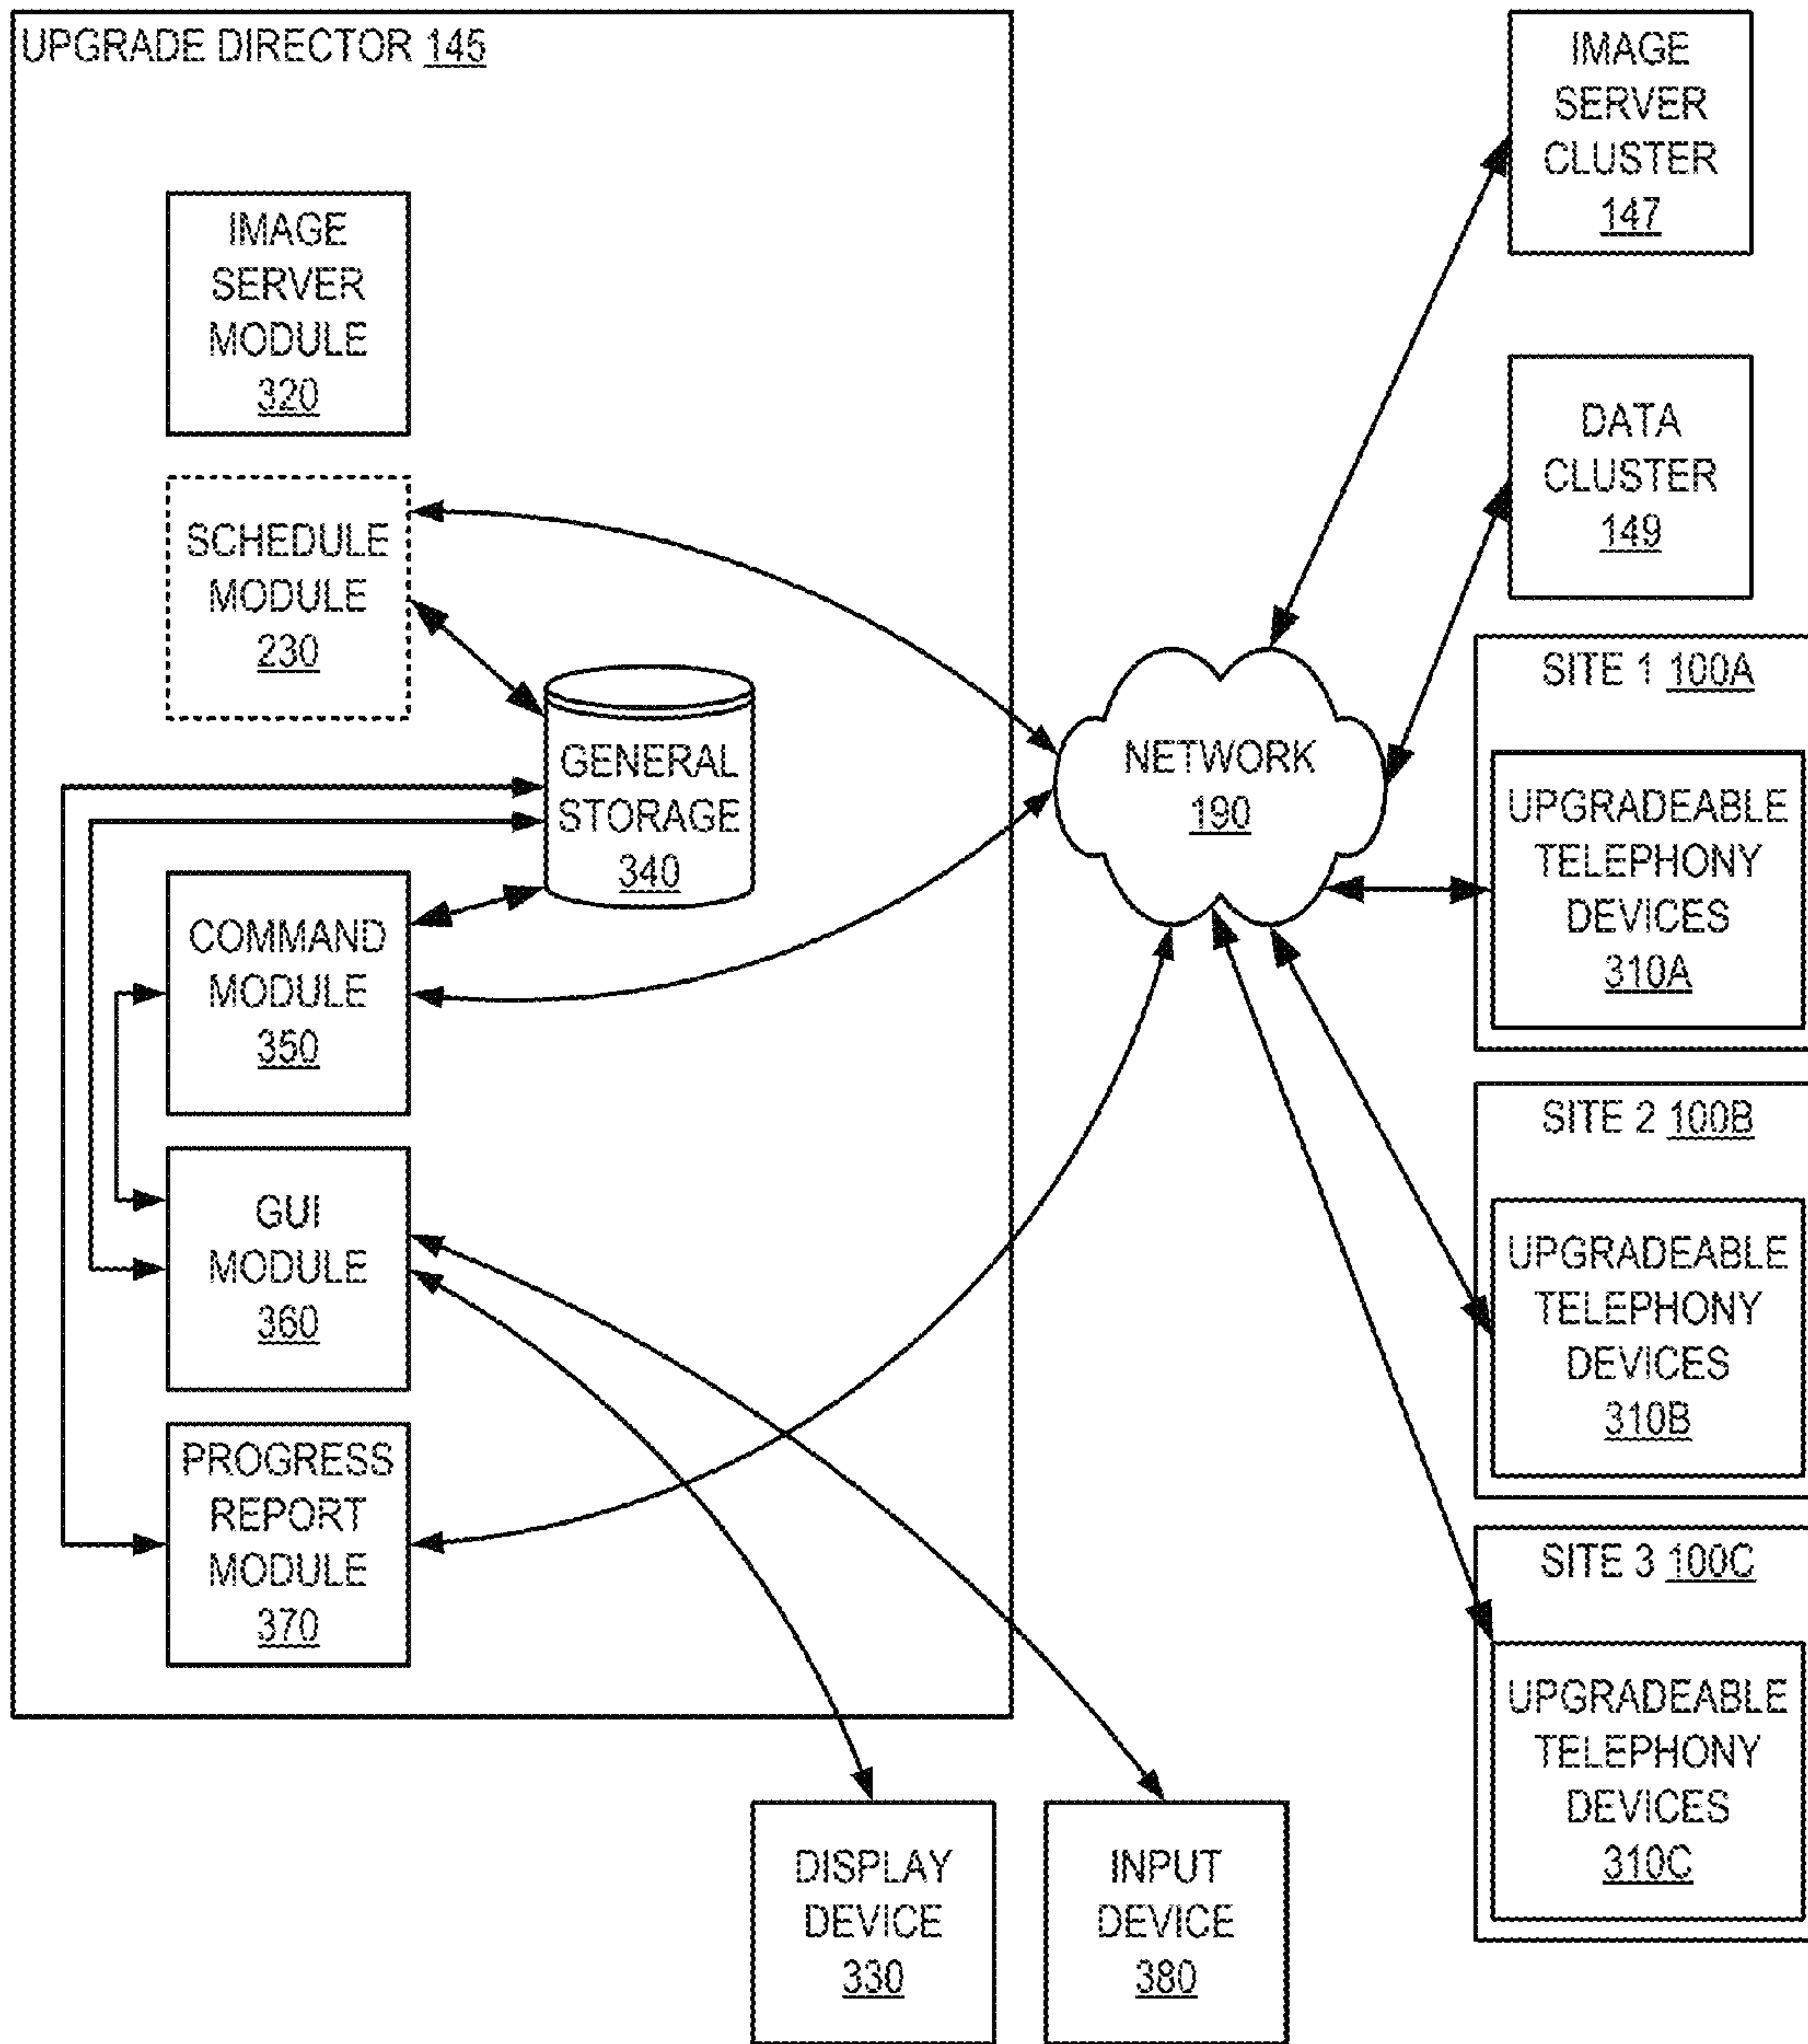 UPGRADE DIRECTOR 145
IMAGE
SERVER
MODULE
320
SCHEDULE
MODULE
230
GENERAL
STORAGE
340
COMMAND
MODULE
350
GUI
MODULE
360
PROGRESS
REPORT
MODULE
370
DISPLAY
DEVICE
330
INPUT
DEVICE
380
NETWORK
190
IMAGE
SERVER
CLUSTER
147
DATA
CLUSTER
149
SITE 1 100A
UPGRADEABLE
TELEPHONY
DEVICES
310A
SITE 2 100B
UPGRADEABLE
TELEPHONY
DEVICES
310B
SITE 3 100C
UPGRADEABLE
TELEPHONY
DEVICES
310C